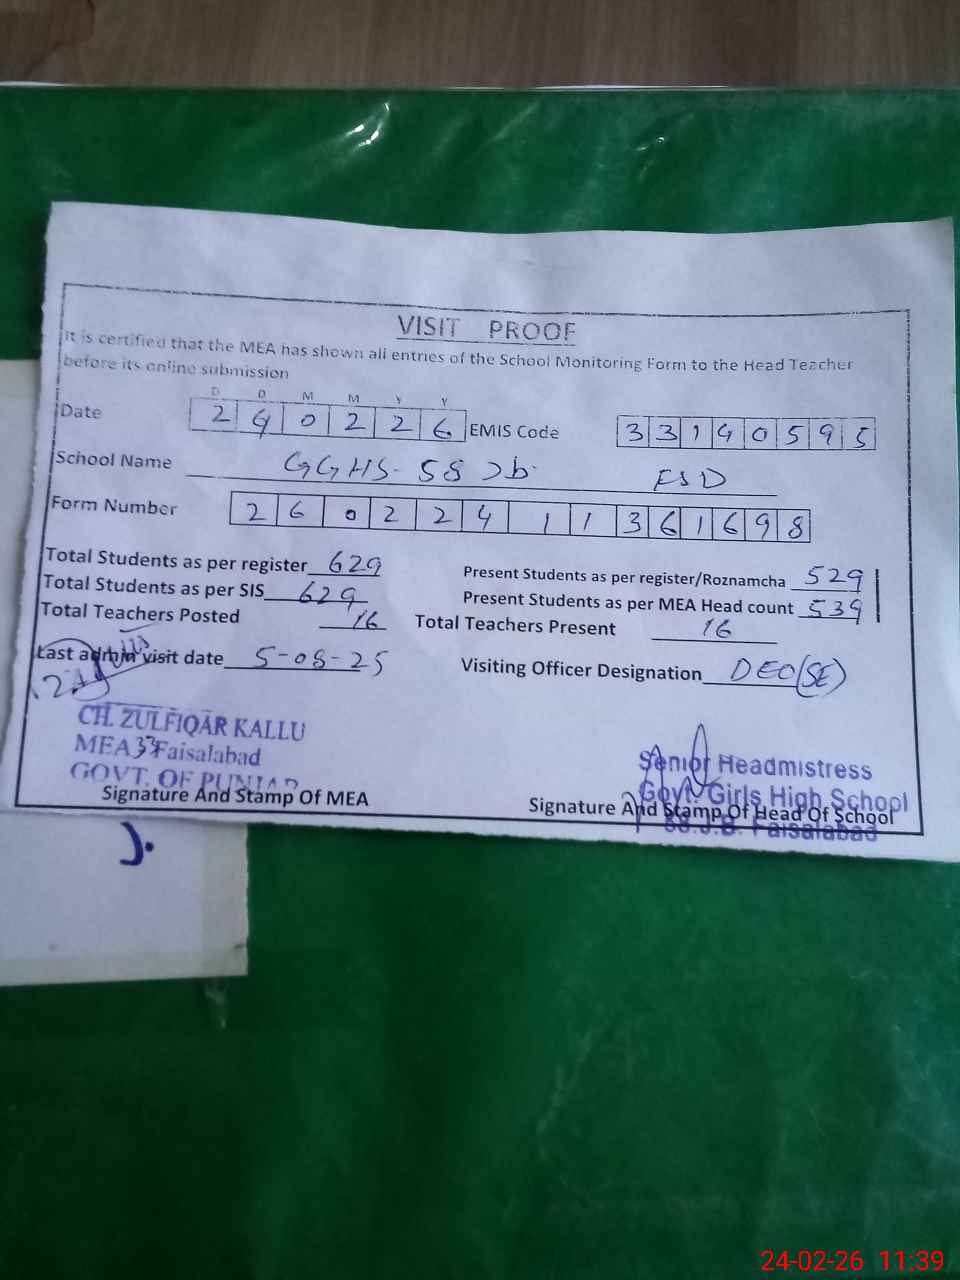 VISIT PROOF
It is certified that the MEA has shown all entries of the School Monitoring Form to the Head Teacher
before its online submission
D D M M Y Y
Date 2 4 0 2 2 6 EMIS Code 3 3 1 4 0 5 9 5
School Name GGHS-58 Jb. FSD
Form Number 2 6 0 2 2 4 1 1 3 6 1 6 9 8
Total Students as per register 629 Present Students as per register/Roznamcha 529
Total Students as per SIS 629 Present Students as per MEA Head count 539
Total Teachers Posted 16 Total Teachers Present 16
Last admin visit date 5-08-25 Visiting Officer Designation DEO(SE)
CH. ZULFIQAR KALLU
MEA 37 Faisalabad
GOVT. OF PUNJAB
Signature And Stamp Of MEA
Senior Headmistress
Govt. Girls High School
Signature And Stamp Of Head Of School
58.J.B. Faisalabad
24-02-26 11:39